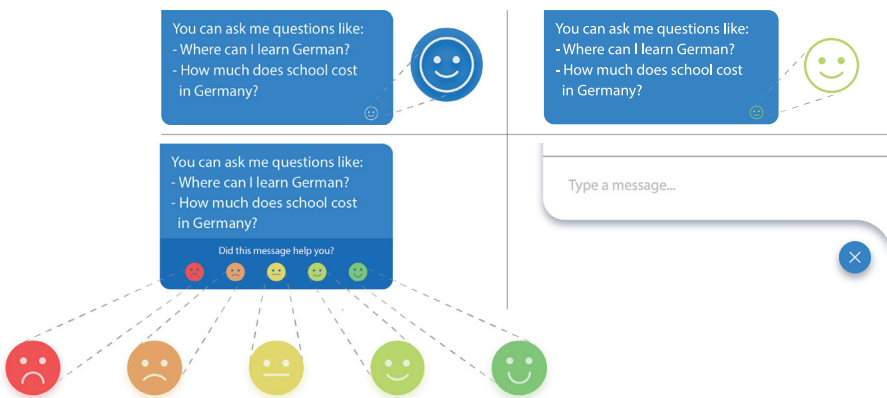 You can ask me questions like:
- Where can I learn German?
- How much does school cost
in Germany?
You can ask me questions like:
- Where can I learn German?
- How much does school cost
in Germany?
You can ask me questions like:
- Where can I learn German?
- How much does school cost
in Germany?
Did this message help you?
Type a message...